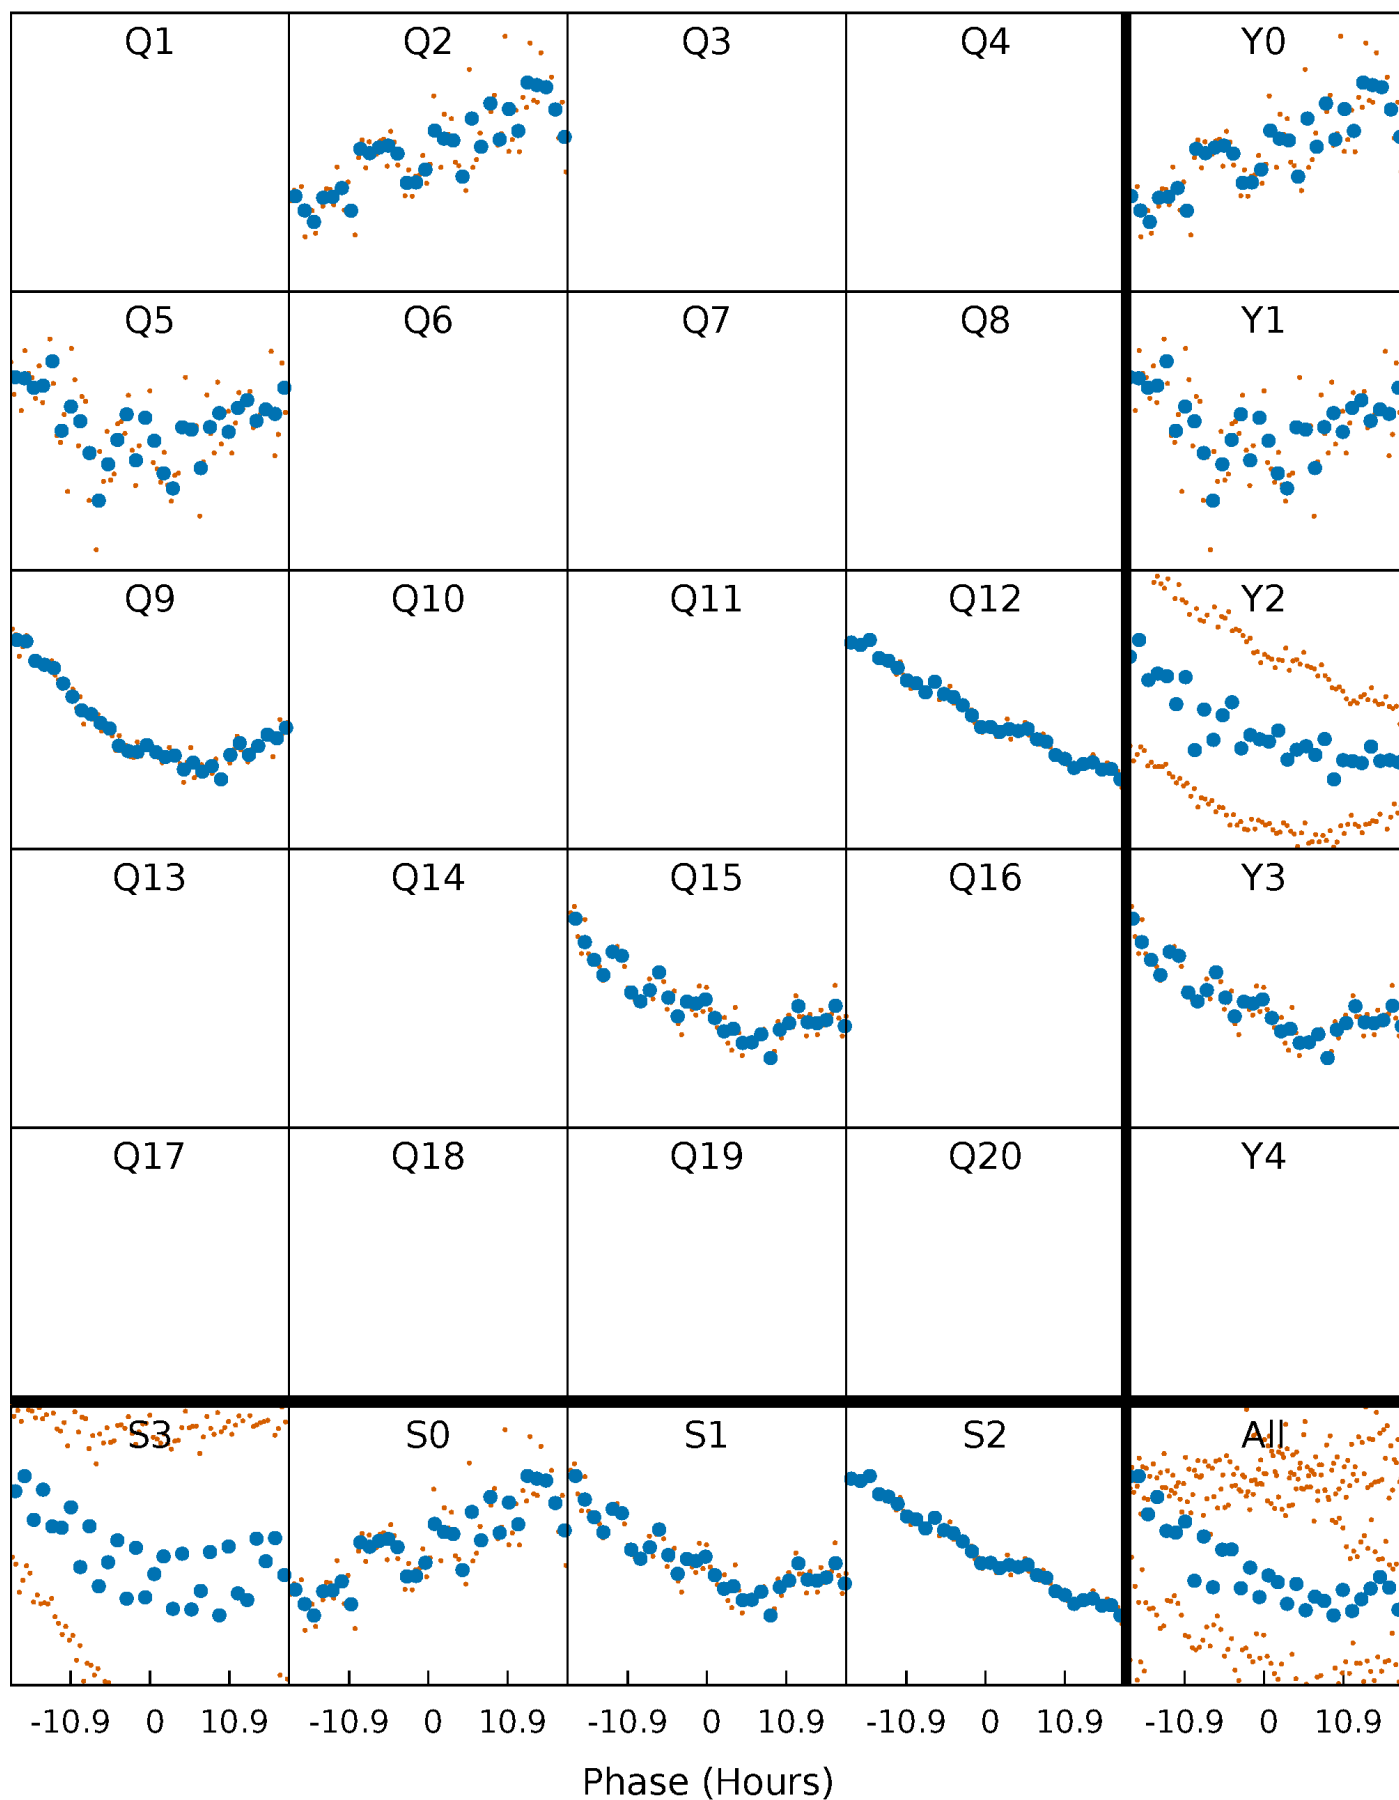 Q1 Q2 Q3 Q4 Y0
Q5 Q6 Q7 Q8 Y1
Q9 Q10 Q11 Q12 Y2
Q13 Q14 Q15 Q16 Y3
Q17 Q18 Q19 Q20 Y4
S3 S0 S1 S2 All
-10.9 0 10.9 -10.9 0 10.9 -10.9 0 10.9 -10.9 0 10.9 -10.9 0 10.9
Phase (Hours)